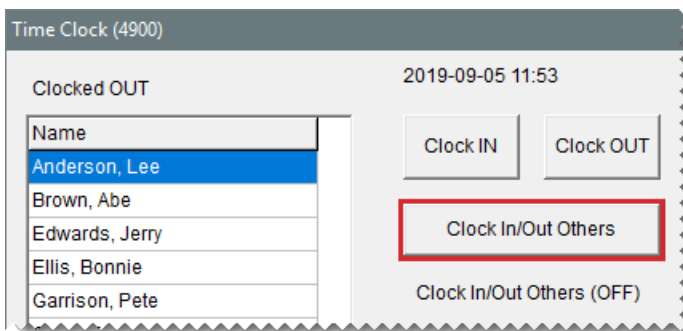 Time Clock (4900)
Clocked OUT
Name
Anderson, Lee
Brown, Abe
Edwards, Jerry
Ellis, Bonnie
Garrison, Pete
2019-09-05 11:53
Clock IN
Clock OUT
Clock In/Out Others
Clock In/Out Others (OFF)